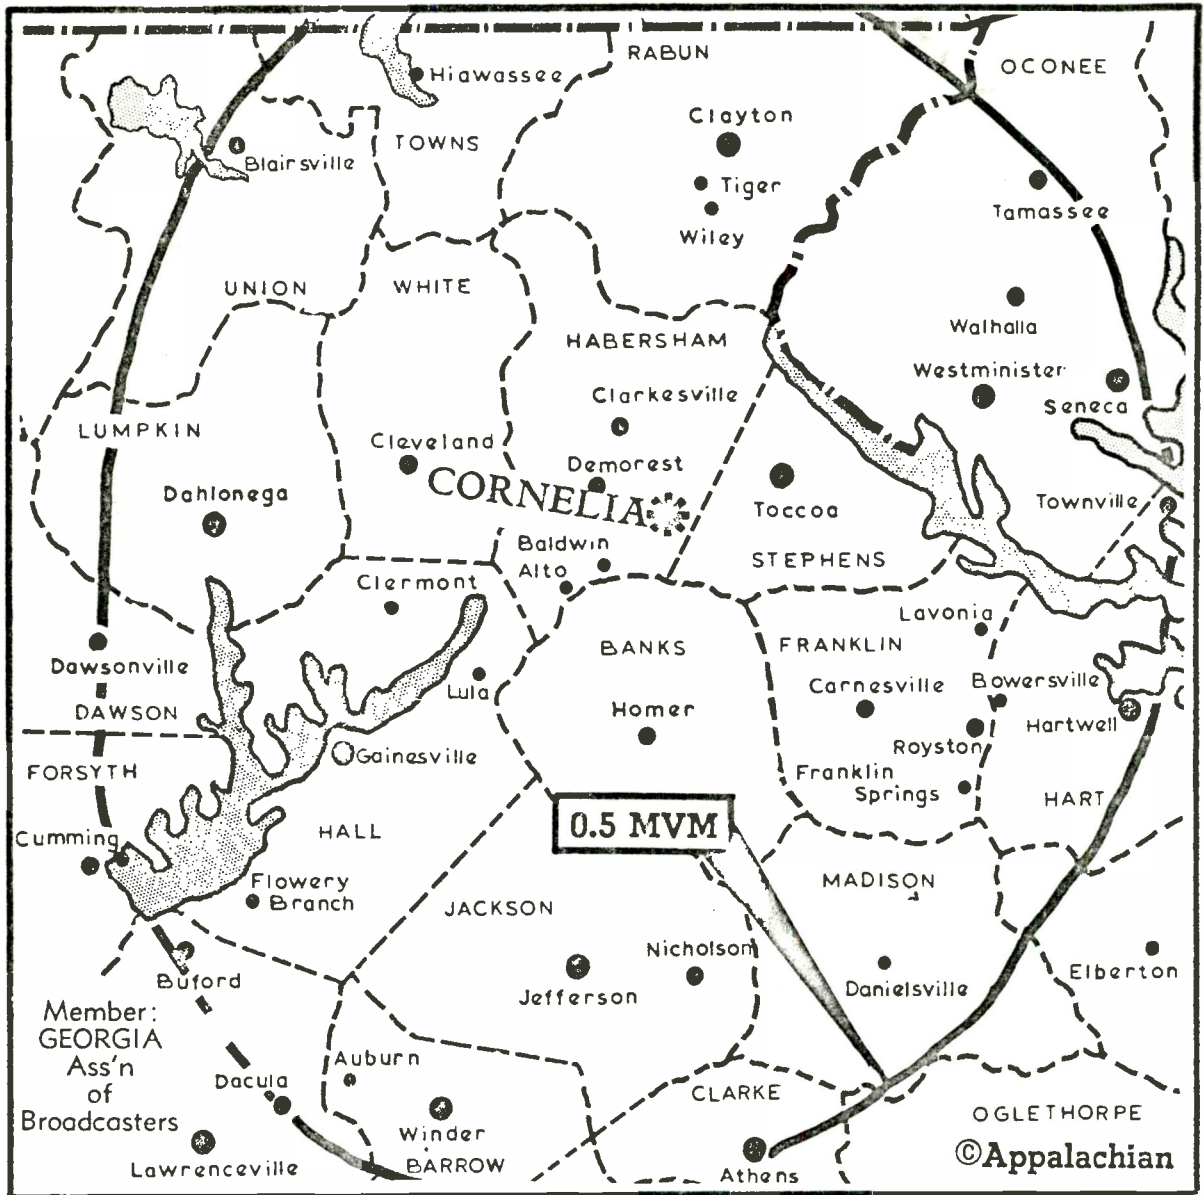 RABUN
OCONEE
Hiawassee
Clayton
TOWNS
Blairsville
Tiger
Tamassee
Wiley
UNION
WHITE
Walhalla
HABERSHAM
Westminister
Clarkesville
Seneca
LUMPKIN
Cleveland
Demorest
Dahlonega
CORNELIA
Toccoa
Townville
Baldwin
Alto
STEPHENS
Clermont
Lavonia
BANKS
FRANKLIN
Dawsonville
Lula
Carnesville
Bowersville
DAWSON
Homer
Hartwell
Royston
Gainesville
FORSYTH
Franklin
Springs
HART
0.5 MVM
Cumming
HALL
MADISON
Flowery
Branch
JACKSON
Nicholson
Elberton
Buford
Jefferson
Danielsville
Member:
GEORGIA
Ass'n
of
Broadcasters
Auburn
Dacula
CLARKE
OGLETHORPE
Winder
BARROW
Lawrenceville
Athens
©Appalachian